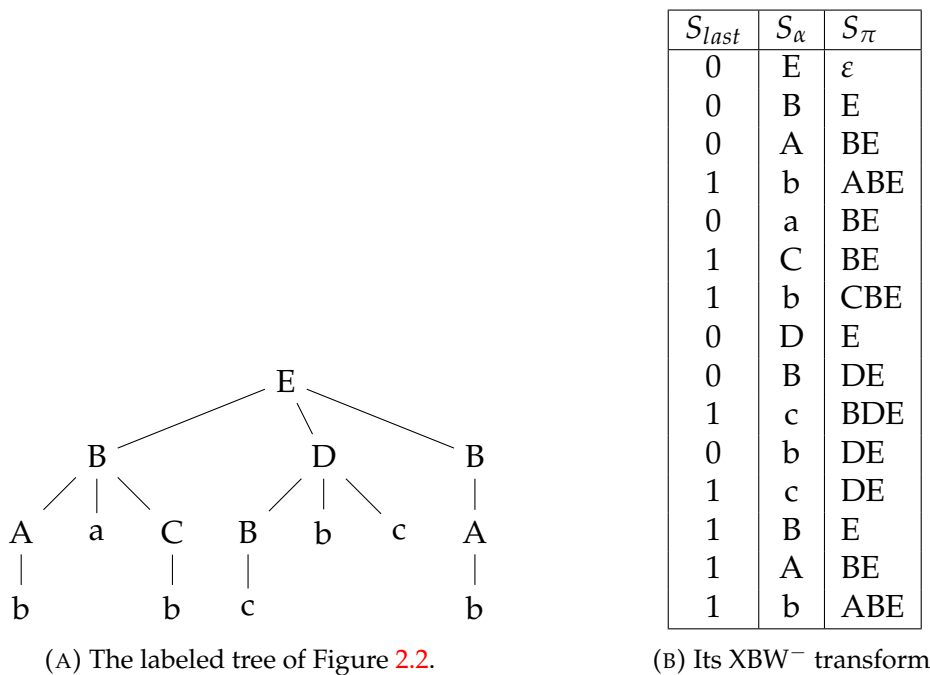 E
B D B
A a C B b c A
b b c b
(A) The labeled tree of Figure 2.2.
S_last S_α S_π
0 E ε
0 B E
0 A BE
1 b ABE
0 a BE
1 C BE
1 b CBE
0 D E
0 B DE
1 c BDE
0 b DE
1 c DE
1 B E
1 A BE
1 b ABE
(B) Its XBW⁻ transform